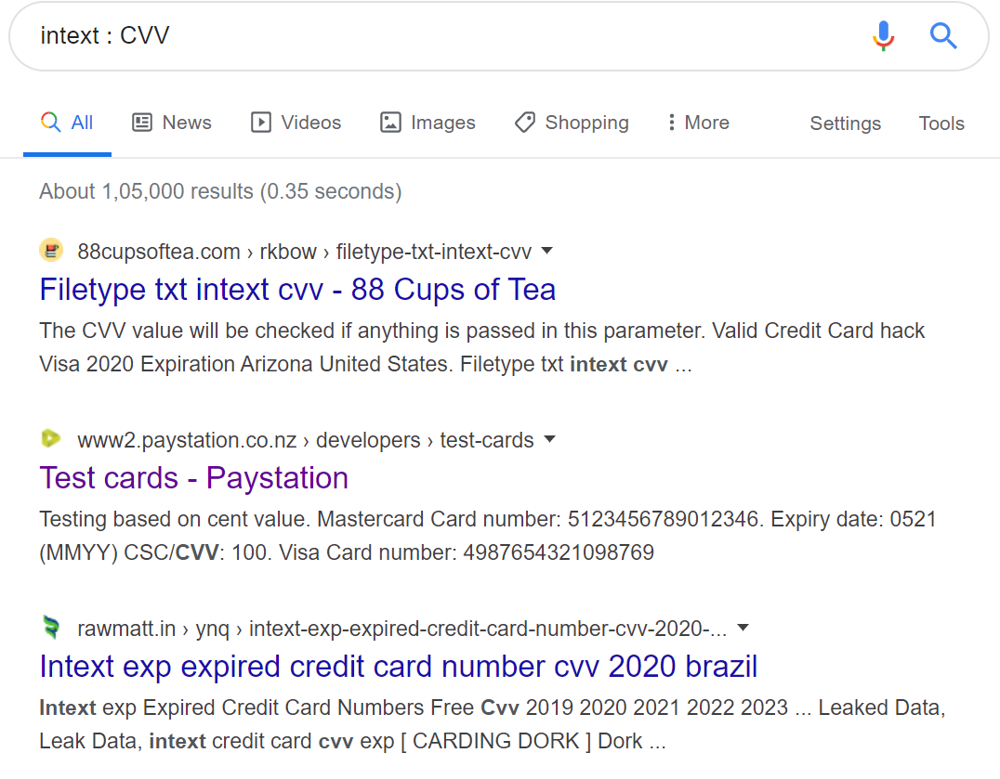 intext : CVV
All News Videos Images Shopping More Settings Tools
About 1,05,000 results (0.35 seconds)
88cupsoftea.com › rkbow › filetype-txt-intext-cvv
Filetype txt intext cvv - 88 Cups of Tea
The CVV value will be checked if anything is passed in this parameter. Valid Credit Card hack
Visa 2020 Expiration Arizona United States. Filetype txt intext cvv ...
www2.paystation.co.nz › developers › test-cards
Test cards - Paystation
Testing based on cent value. Mastercard Card number: 5123456789012346. Expiry date: 0521
(MMYY) CSC/CVV: 100. Visa Card number: 4987654321098769
rawmatt.in › ynq › intext-exp-expired-credit-card-number-cvv-2020-...
Intext exp expired credit card number cvv 2020 brazil
Intext exp Expired Credit Card Numbers Free Cvv 2019 2020 2021 2022 2023 ... Leaked Data,
Leak Data, intext credit card cvv exp [ CARDING DORK ] Dork ...